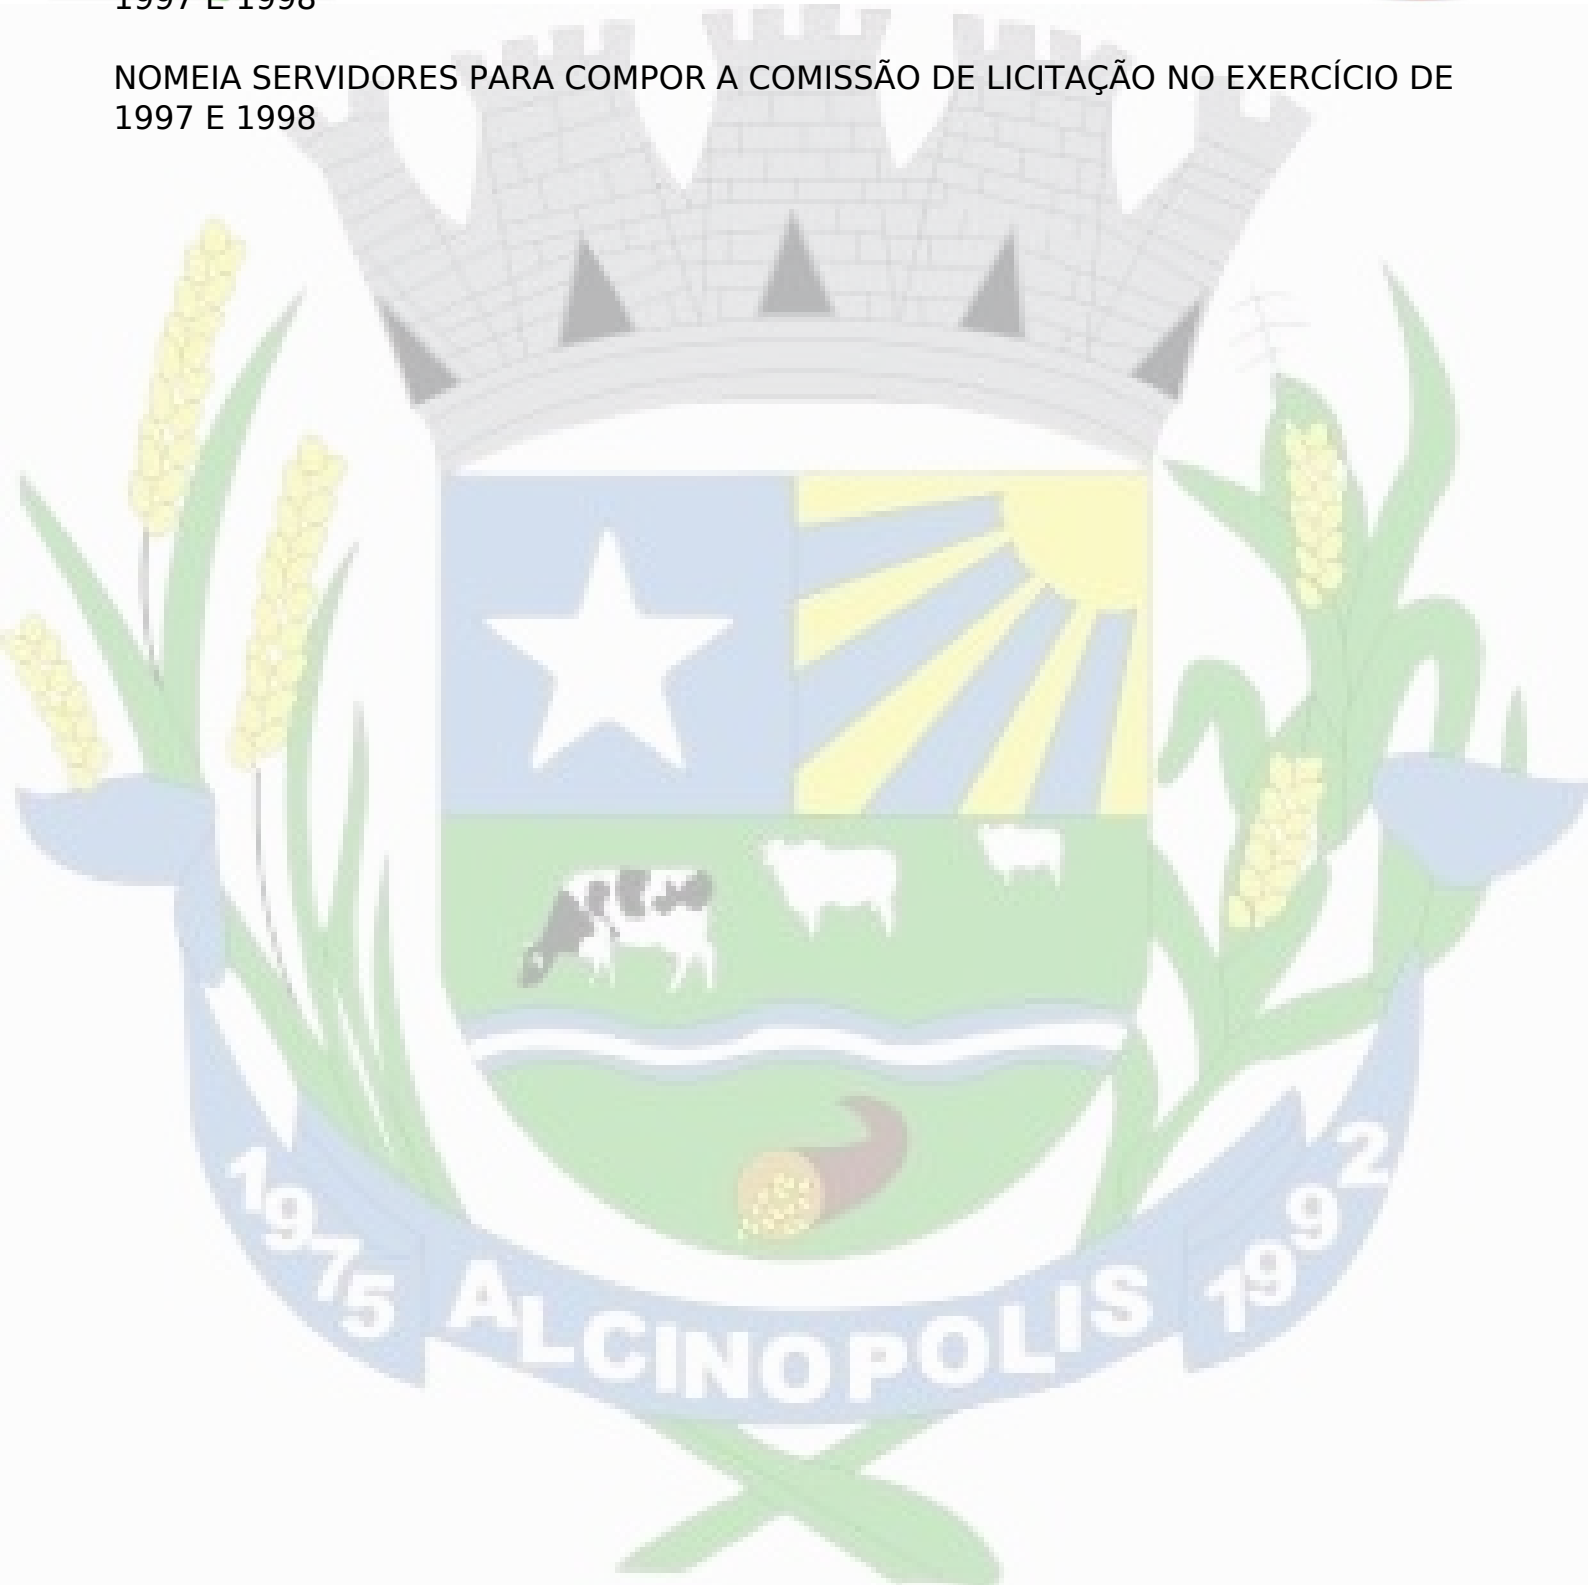 1997 E 1998
NOMEIA SERVIDORES PARA COMPOR A COMISSÃO DE LICITAÇÃO NO EXERCÍCIO DE
1997 E 1998
1975 ALCINOPOLIS 1992